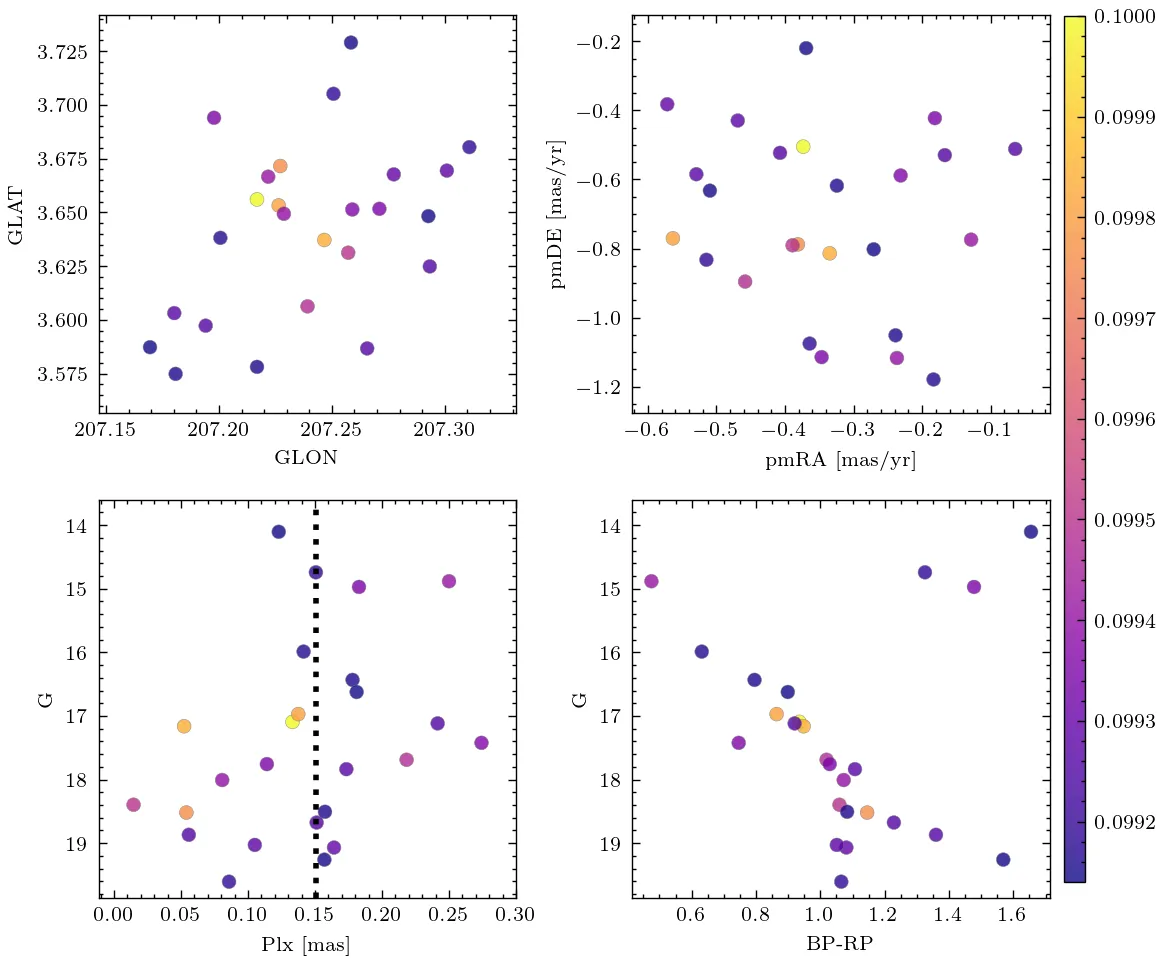 3.725
3.700
3.675
3.650
3.625
3.600
3.575
GLAT
207.15 207.20 207.25 207.30
GLON
−0.2
−0.4
−0.6
−0.8
−1.0
−1.2
pmDE [mas/yr]
−0.6 −0.5 −0.4 −0.3 −0.2 −0.1
pmRA [mas/yr]
14
15
16
17
18
19
G
0.00 0.05 0.10 0.15 0.20 0.25 0.30
Plx [mas]
14
15
16
17
18
19
G
0.6 0.8 1.0 1.2 1.4 1.6
BP-RP
0.1000
0.0999
0.0998
0.0997
0.0996
0.0995
0.0994
0.0993
0.0992